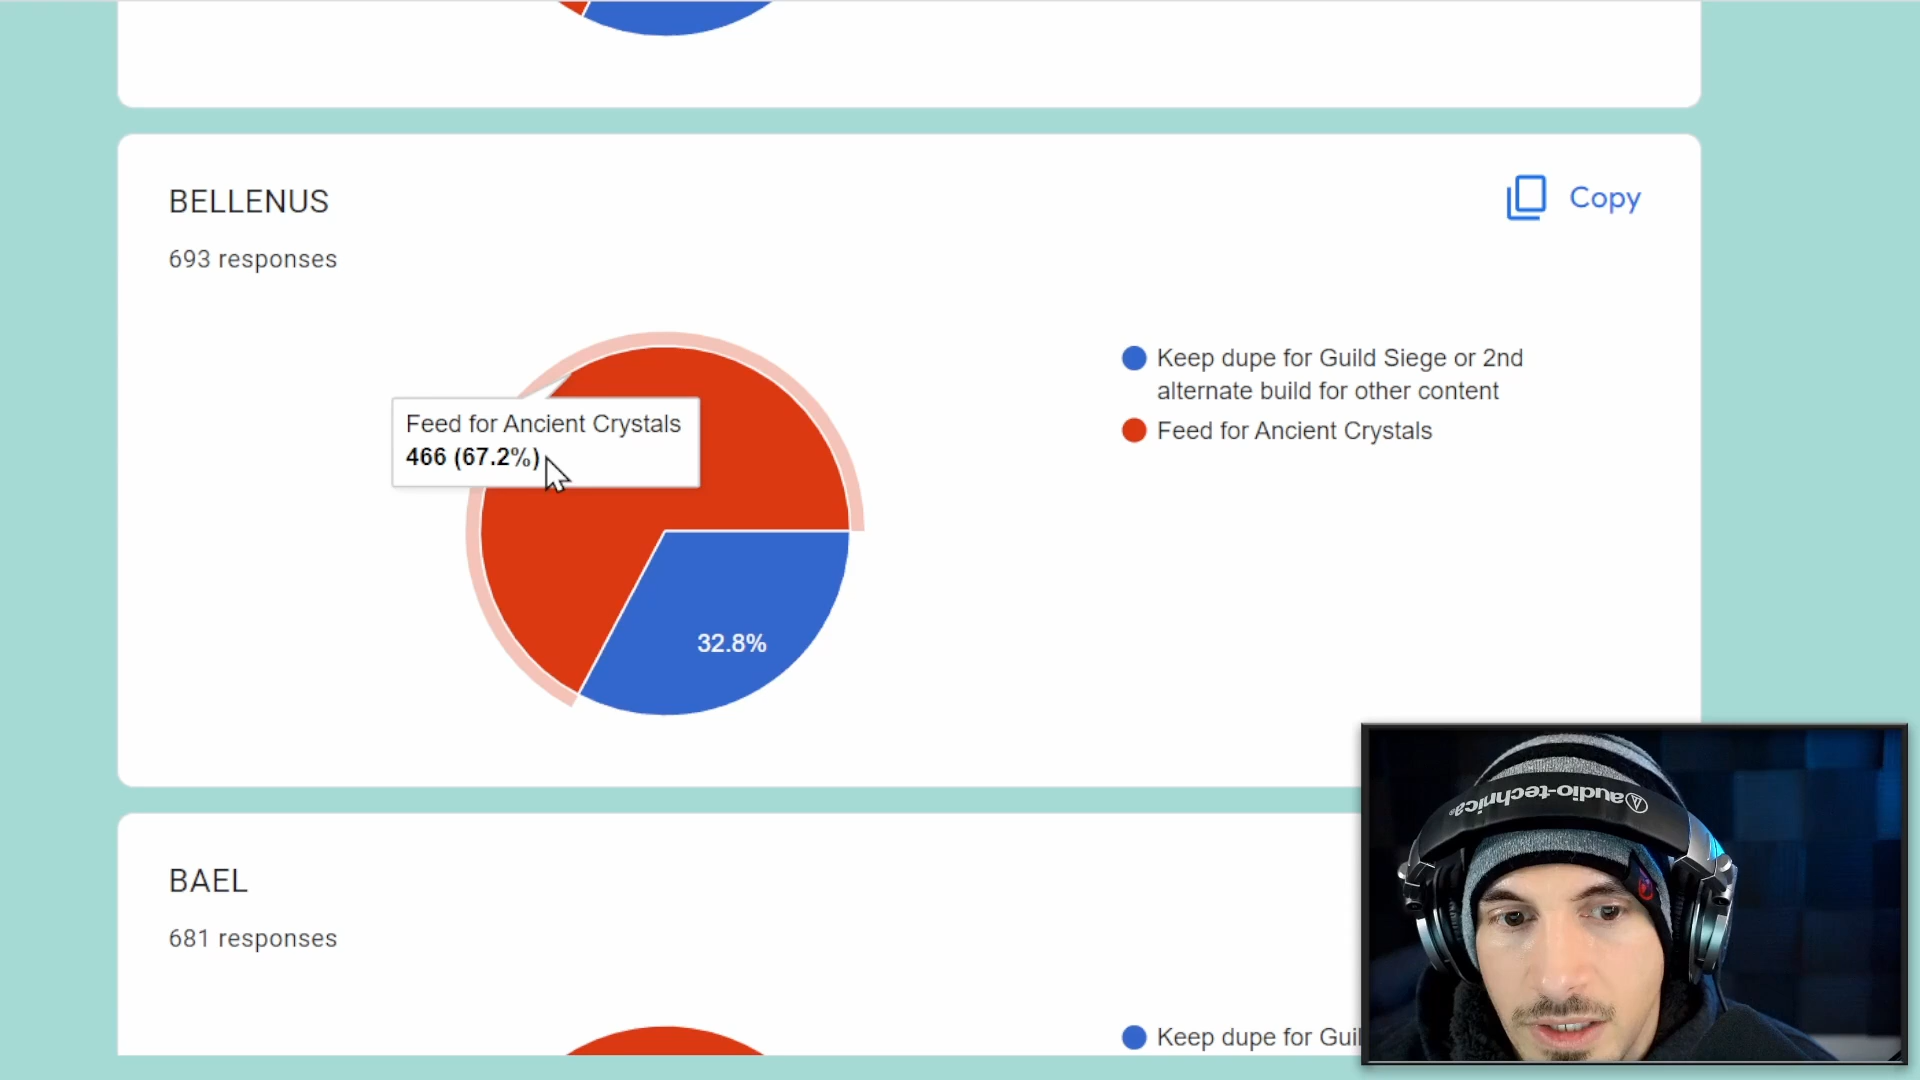 BELLENUS
Copy
693 responses
Keep dupe for Guild Siege or 2nd
alternate build for other content
Feed for Ancient Crystals
Feed for Ancient Crystals
466 (67.2%)
32.8%
audio-technica
BAEL
681 responses
Keep dupe for Guil